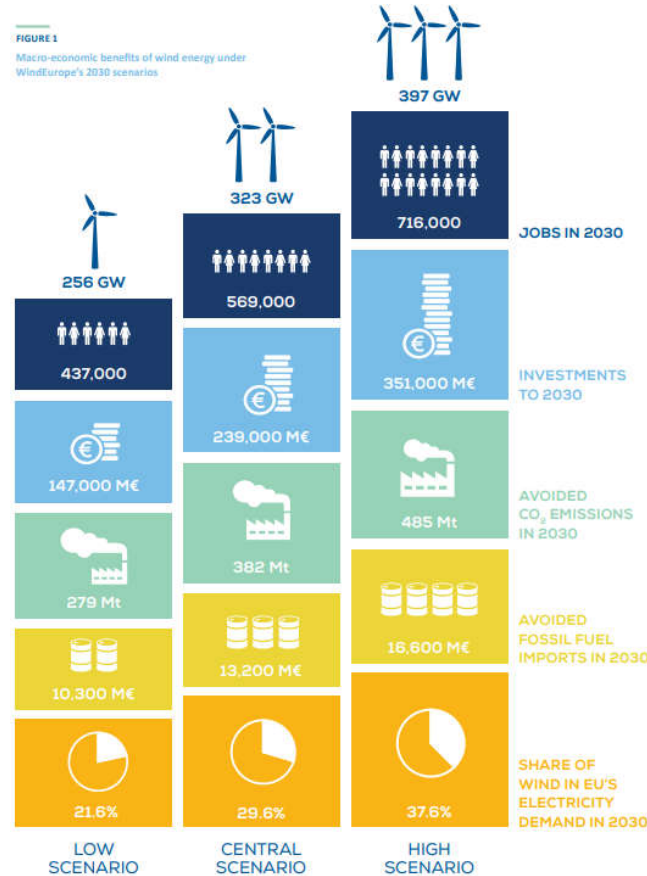 FIGURE 1
Macro-economic benefits of wind energy under
WindEurope's 2030 scenarios
397 GW
323 GW
256 GW
716,000
JOBS IN 2030
569,000
437,000
€
351,000 M€
INVESTMENTS
TO 2030
€
239,000 M€
€
147,000 M€
485 Mt
AVOIDED
CO₂ EMISSIONS
IN 2030
382 Mt
279 Mt
16,600 M€
AVOIDED
FOSSIL FUEL
IMPORTS IN 2030
13,200 M€
10,300 M€
21.6%
29.6%
37.6%
SHARE OF
WIND IN EU'S
ELECTRICITY
DEMAND IN 2030
LOW
SCENARIO
CENTRAL
SCENARIO
HIGH
SCENARIO